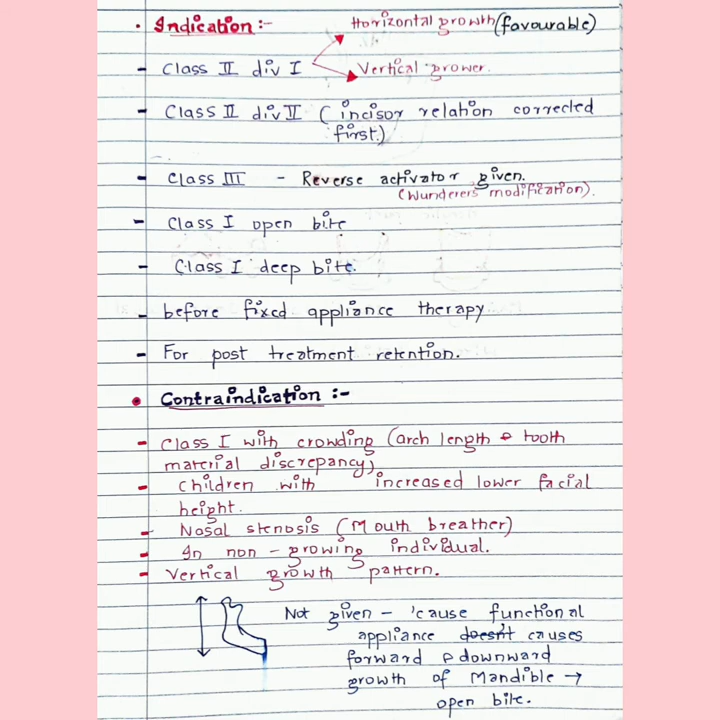 • Indication :-
Horizontal growth (favourable)
- Class II div I
Vertical grower.
- Class II div II (incisor relation corrected
first.)
- Class III - Reverse activator given.
(Wunderers modification).
- Class I open bite
- Class I deep bite.
- before fixed appliance therapy
- For post treatment retention.
• Contraindication :-
- Class I with crowding (arch length & tooth
material discrepancy)
- Children with increased lower facial
height.
- Nasal stenosis (Mouth breather)
- In non-growing individual.
- Vertical growth pattern.
Not given - 'cause functional
appliance doesn't causes
forward & downward
growth of Mandible →
open bite.